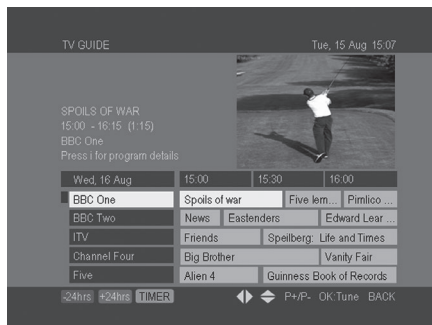 TV GUIDE Tue, 15 Aug 15:07
SPOILS OF WAR
15:00 - 16:15 (1:15)
BBC One
Press i for program details
Wed, 16 Aug 15:00 15:30 16:00
BBC One Spoils of war Five lem... Pimlico ...
BBC Two News Eastenders Edward Lear ...
ITV Friends Speilberg: Life and Times
Channel Four Big Brother Vanity Fair
Five Alien 4 Guinness Book of Records
-24hrs +24hrs TIMER P+/P- OK:Tune BACK